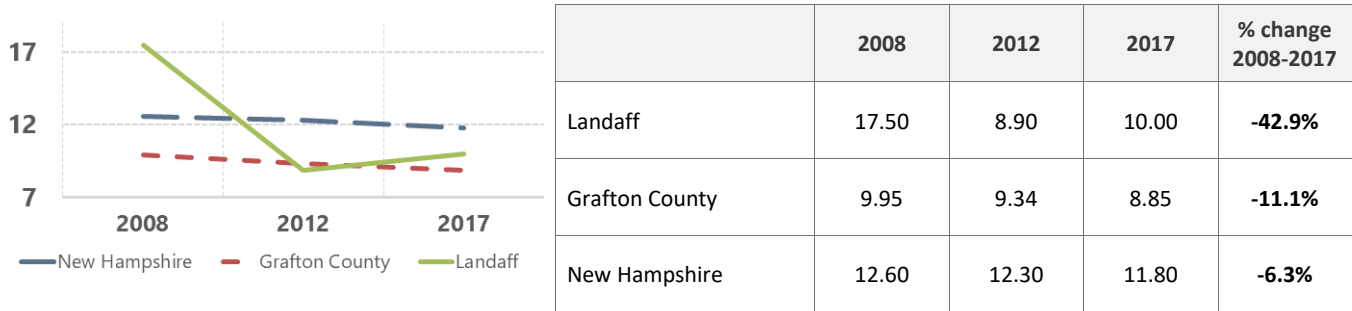 17
12
7
2008 2012 2017
New Hampshire Grafton County Landaff
2008 2012 2017 % change
2008-2017
Landaff 17.50 8.90 10.00 -42.9%
Grafton County 9.95 9.34 8.85 -11.1%
New Hampshire 12.60 12.30 11.80 -6.3%